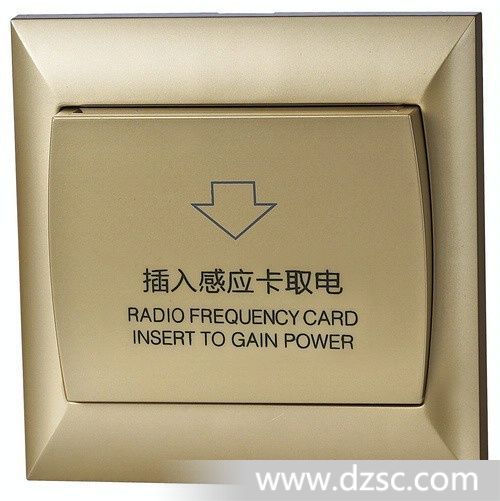 插入感应卡取电
RADIO FREQUENCY CARD
INSERT TO GAIN POWER
www.dzsc.com